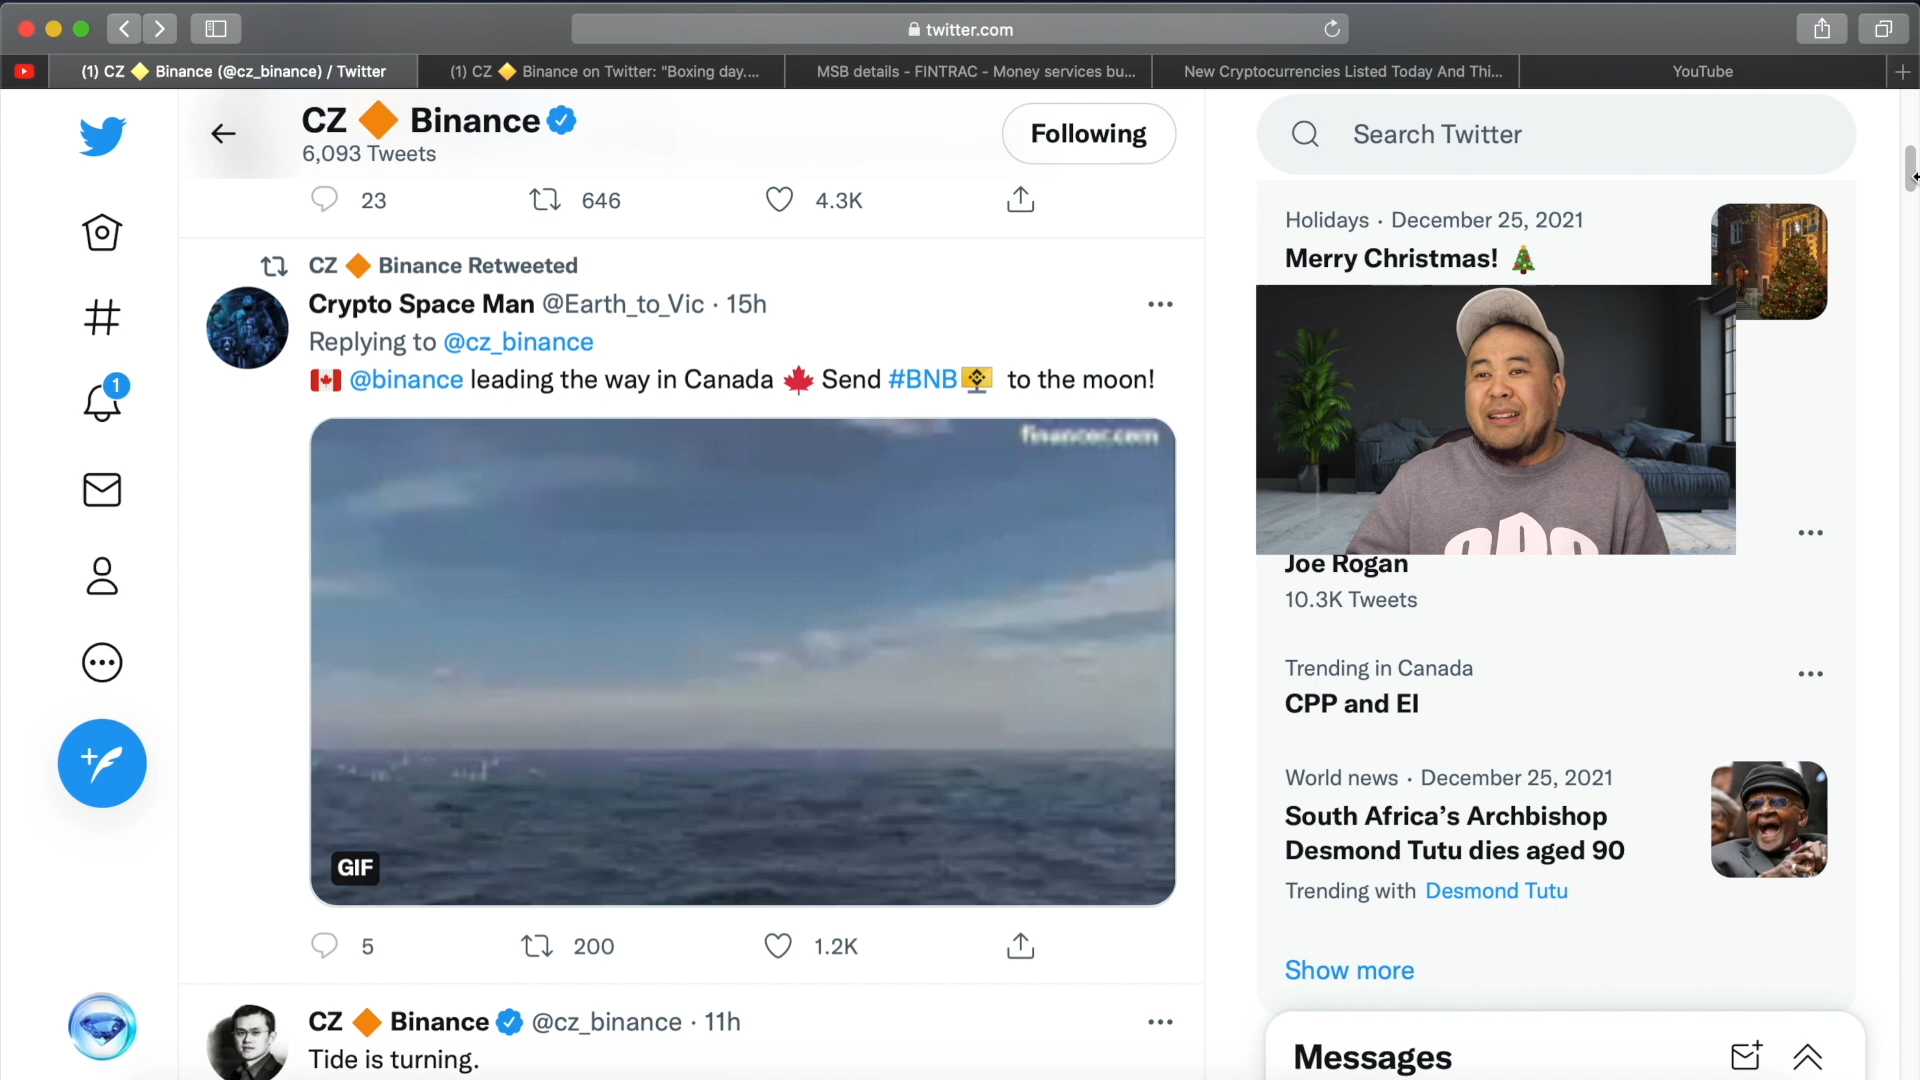 twitter.com
(1) CZ 🔶 Binance (@cz_binance) / Twitter
(1) CZ 🔶 Binance on Twitter: "Boxing day....
MSB details - FINTRAC - Money services bu...
New Cryptocurrencies Listed Today And Thi...
YouTube
CZ 🔶 Binance
6,093 Tweets
Following
23 646 4.3K
CZ 🔶 Binance Retweeted
Crypto Space Man @Earth_to_Vic · 15h
Replying to @cz_binance
🇨🇦 @binance leading the way in Canada 🍁 Send #BNB to the moon!
financer.com
GIF
5 200 1.2K
CZ 🔶 Binance @cz_binance · 11h
Tide is turning.
1
Search Twitter
Holidays · December 25, 2021
Merry Christmas! 🎄
Joe Rogan
10.3K Tweets
Trending in Canada
CPP and EI
World news · December 25, 2021
South Africa's Archbishop
Desmond Tutu dies aged 90
Trending with Desmond Tutu
Show more
Messages